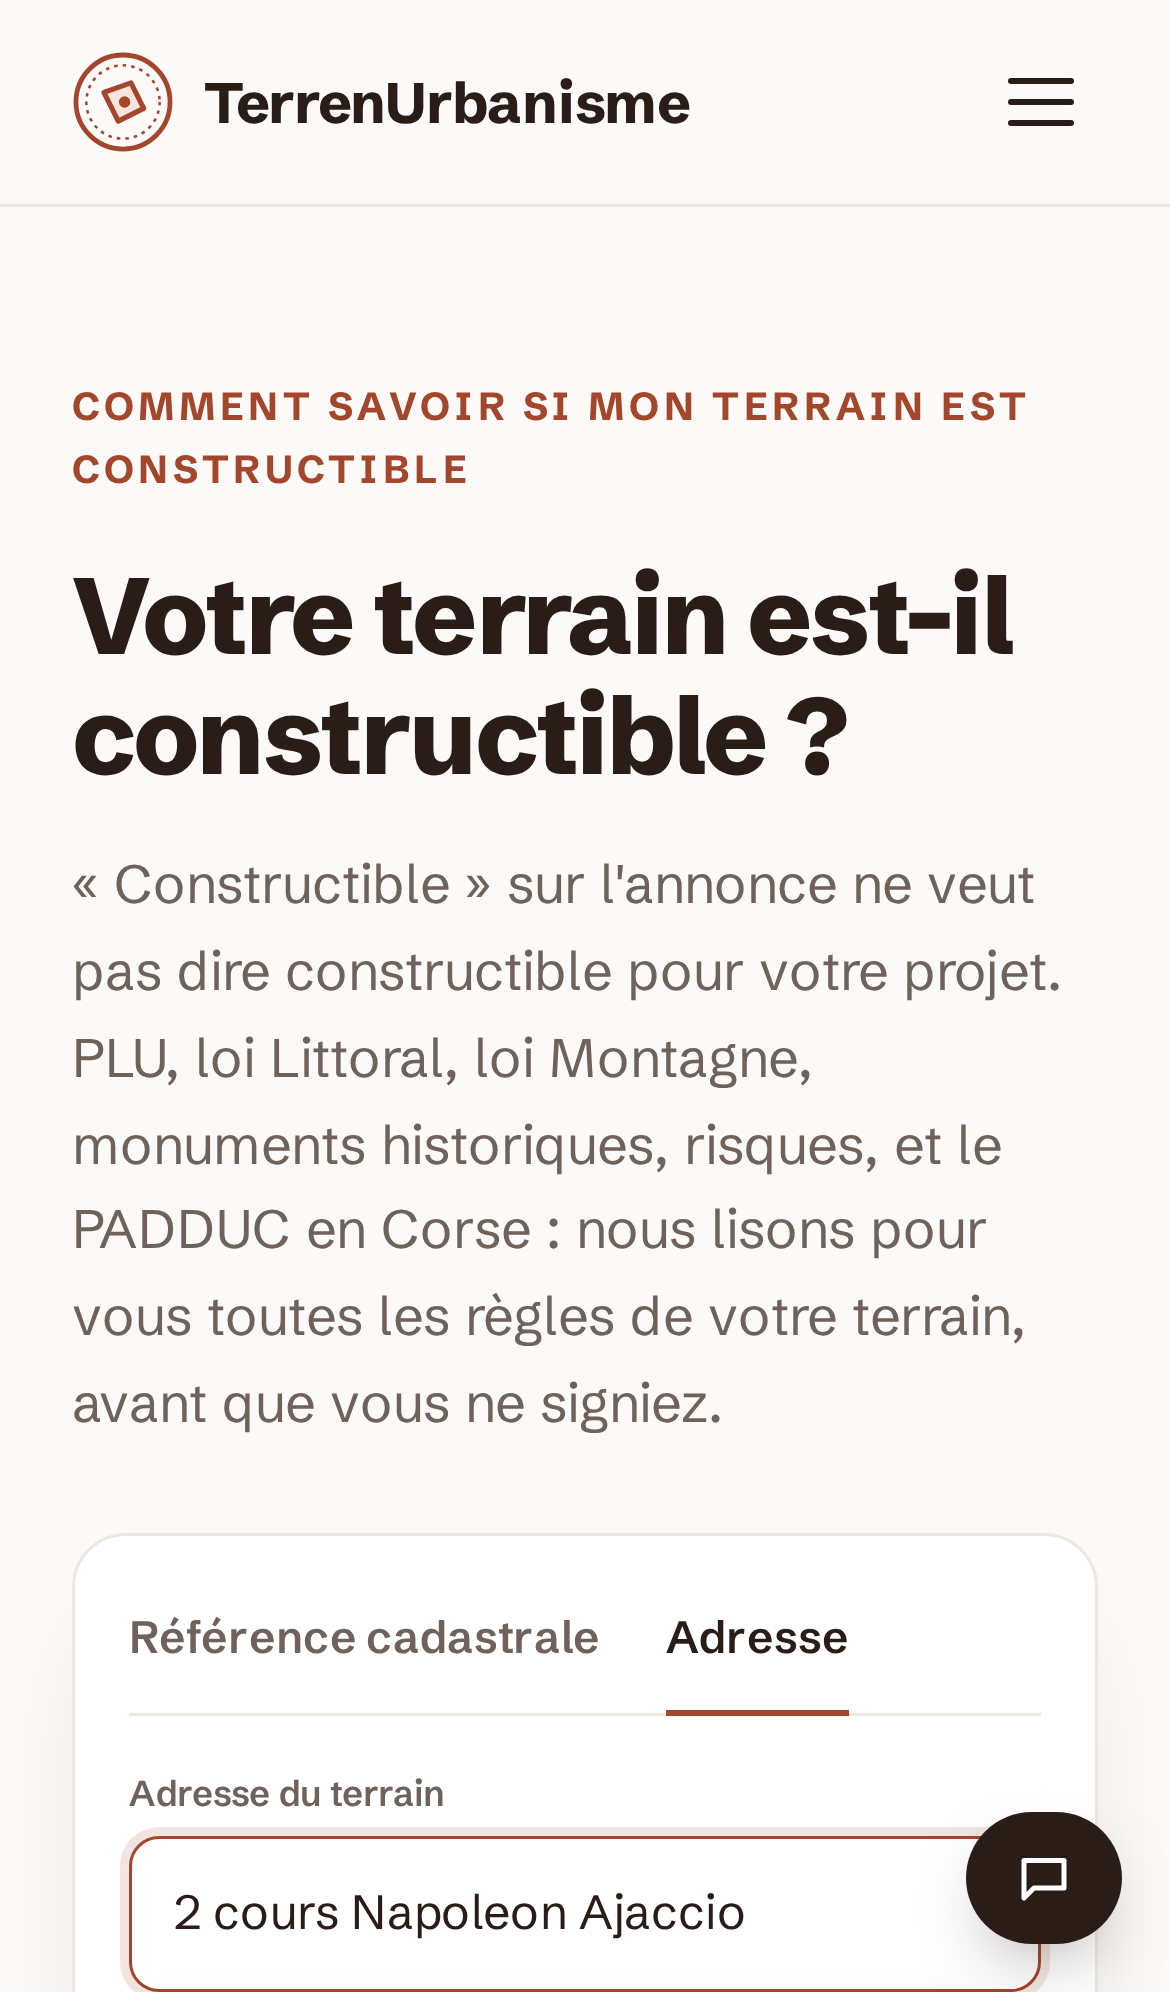 TerrenUrbanisme
COMMENT SAVOIR SI MON TERRAIN EST
CONSTRUCTIBLE
Votre terrain est-il
constructible ?
« Constructible » sur l'annonce ne veut
pas dire constructible pour votre projet.
PLU, loi Littoral, loi Montagne,
monuments historiques, risques, et le
PADDUC en Corse : nous lisons pour
vous toutes les règles de votre terrain,
avant que vous ne signiez.
Référence cadastrale Adresse
Adresse du terrain
2 cours Napoleon Ajaccio